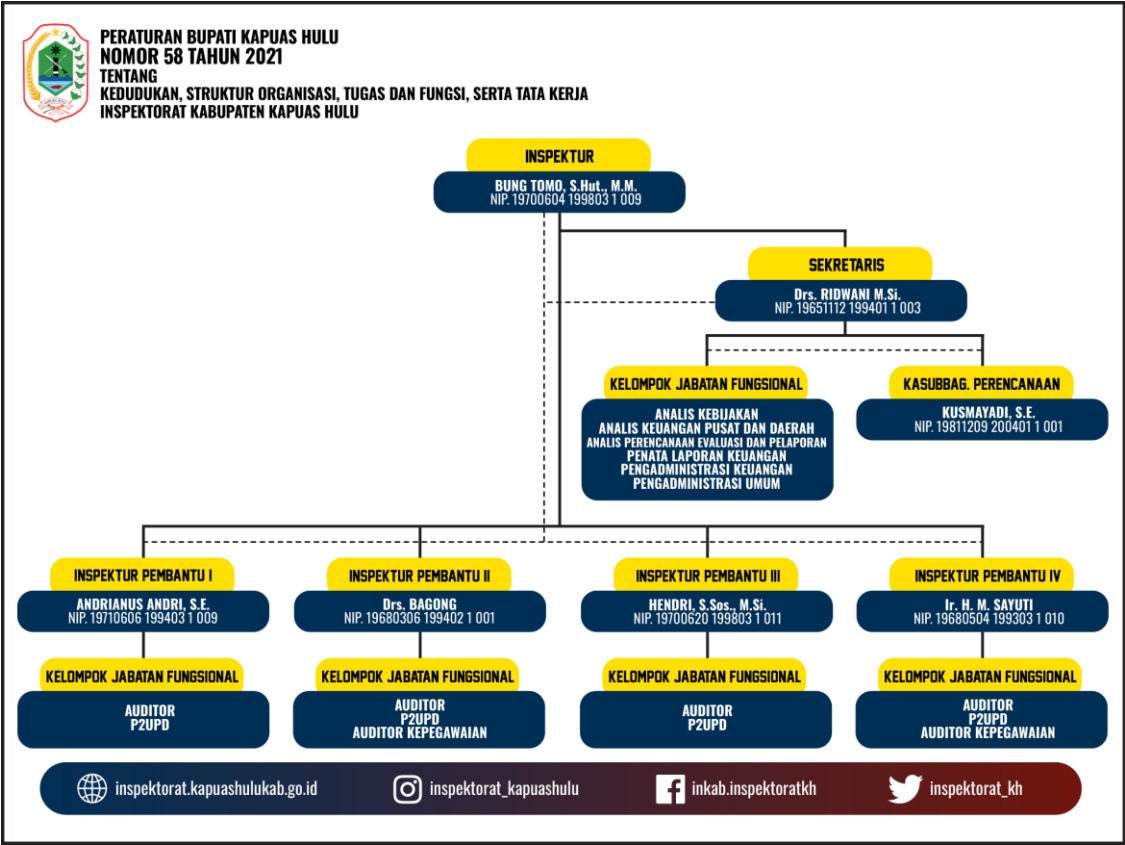 PERATURAN BUPATI KAPUAS HULU
NOMOR 58 TAHUN 2021
TENTANG
KEDUDUKAN, STRUKTUR ORGANISASI, TUGAS DAN FUNGSI, SERTA TATA KERJA
INSPEKTORAT KABUPATEN KAPUAS HULU
INSPEKTUR
BUNG TOMO, S.Hut., M.M.
NIP. 19700604 199803 1 009
SEKRETARIS
Drs. RIDWANI M.Si.
NIP. 19651112 199401 1 003
KELOMPOK JABATAN FUNGSIONAL
ANALIS KEBIJAKAN
ANALIS KEUANGAN PUSAT DAN DAERAH
ANALIS PERENCANAAN EVALUASI DAN PELAPORAN
PENATA LAPORAN KEUANGAN
PENGADMINISTRASI KEUANGAN
PENGADMINISTRASI UMUM
KASUBBAG. PERENCANAAN
KUSMAYADI, S.E.
NIP. 19811209 200401 1 001
INSPEKTUR PEMBANTU I
ANDRIANUS ANDRI, S.E.
NIP. 19710606 199403 1 009
KELOMPOK JABATAN FUNGSIONAL
AUDITOR
P2UPD
INSPEKTUR PEMBANTU II
Drs. BAGONG
NIP. 19680306 199402 1 001
KELOMPOK JABATAN FUNGSIONAL
AUDITOR
P2UPD
AUDITOR KEPEGAWAIAN
INSPEKTUR PEMBANTU III
HENDRI, S.Sos., M.Si.
NIP. 19700620 199803 1 011
KELOMPOK JABATAN FUNGSIONAL
AUDITOR
P2UPD
INSPEKTUR PEMBANTU IV
Ir. H. M. SAYUTI
NIP. 19680504 199303 1 010
KELOMPOK JABATAN FUNGSIONAL
AUDITOR
P2UPD
AUDITOR KEPEGAWAIAN
inspektorat.kapuashulukab.go.id
inspektorat_kapuashulu
inkab.inspektoratkh
inspektorat_kh